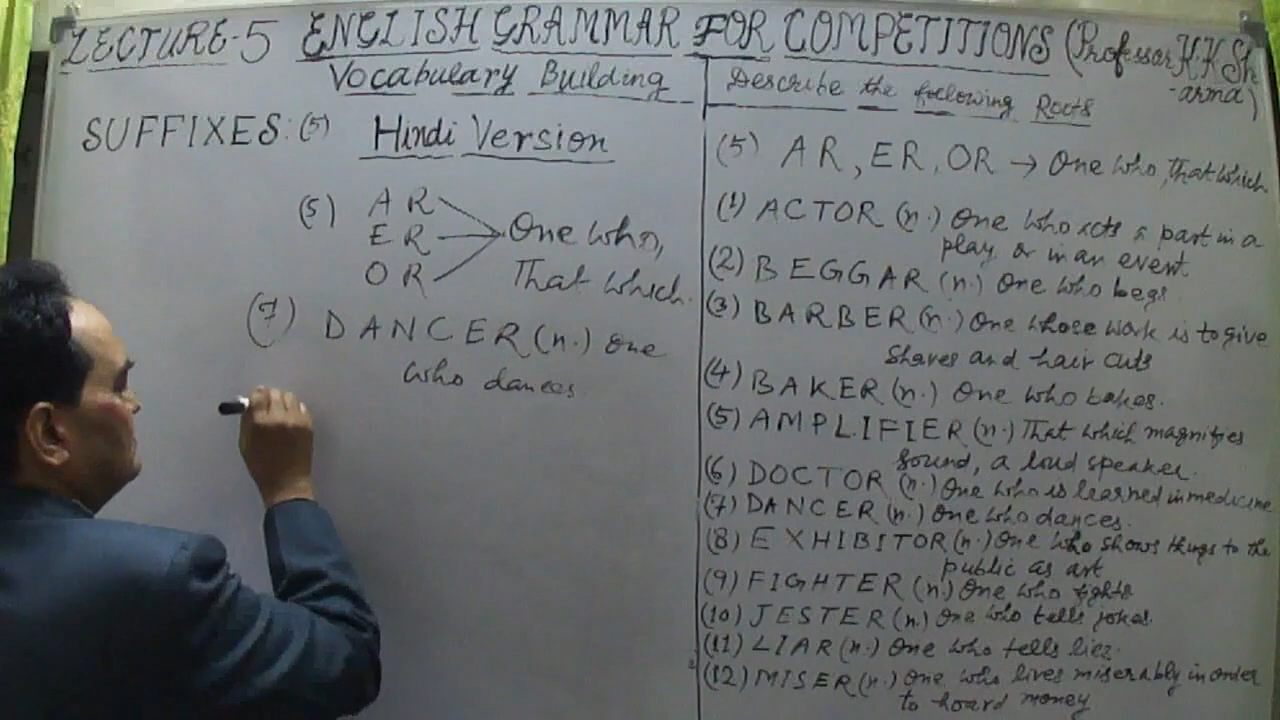 LECTURE-5 ENGLISH GRAMMAR FOR COMPETITIONS (Professor K.K.Sh
-arma)
Vocabulary Building
SUFFIXES: (5) Hindi Version
(5) AR
ER
OR
One who,
That which.
(7) DANCER (n.) One
who dances
Describe the following Roots
(5) AR, ER, OR → One who, That which
(1) ACTOR (n.) One who acts a part in a
play or in an event
(2) BEGGAR (n.) One who begs.
(3) BARBER (n.) One whose work is to give
Shaves and hair cuts
(4) BAKER (n.) One who bakes.
(5) AMPLIFIER (n.) That which magnifies
Sound, a loud speaker.
(6) DOCTOR (n.) One who is learned in medicine
(7) DANCER (n.) One who dances.
(8) EXHIBITOR (n.) One who shows things to the
public as art
(9) FIGHTER (n.) One who fights
(10) JESTER (n.) One who tells jokes.
(11) LIAR (n.) One who tells lies.
(12) MISER (n.) One who lives miserably in order
to hoard money